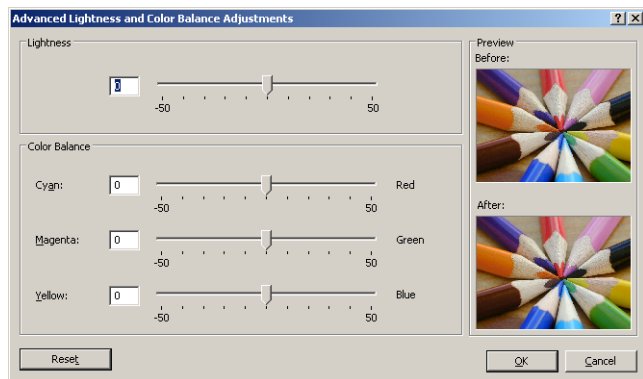 Advanced Lightness and Color Balance Adjustments
Lightness
0
-50 50
Color Balance
Cyan: 0 Red
-50 50
Magenta: 0 Green
-50 50
Yellow: 0 Blue
-50 50
Preview
Before:
After:
Reset OK Cancel